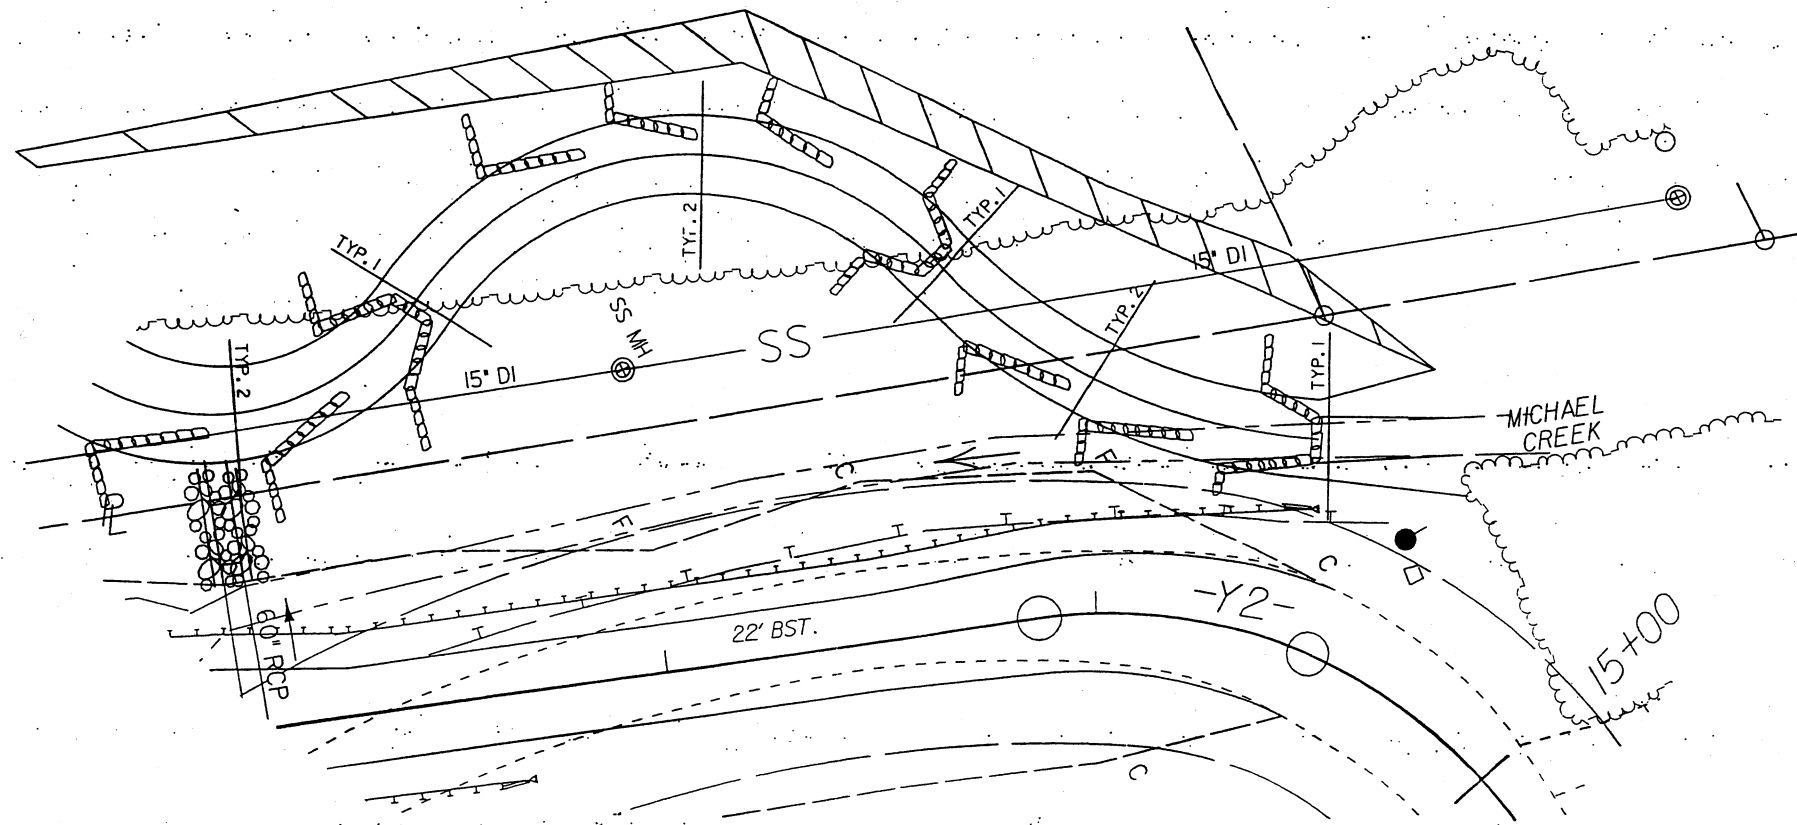 TYP. 1
TYP. 2
TYP. 1
15" DI
TYP. 2
SS MH
SS
TYP. 2
15" DI
TYP. 1
MICHAEL
CREEK
PL
C
F
F
C
-Y2-
60" RCP
22' BST.
15+00
C